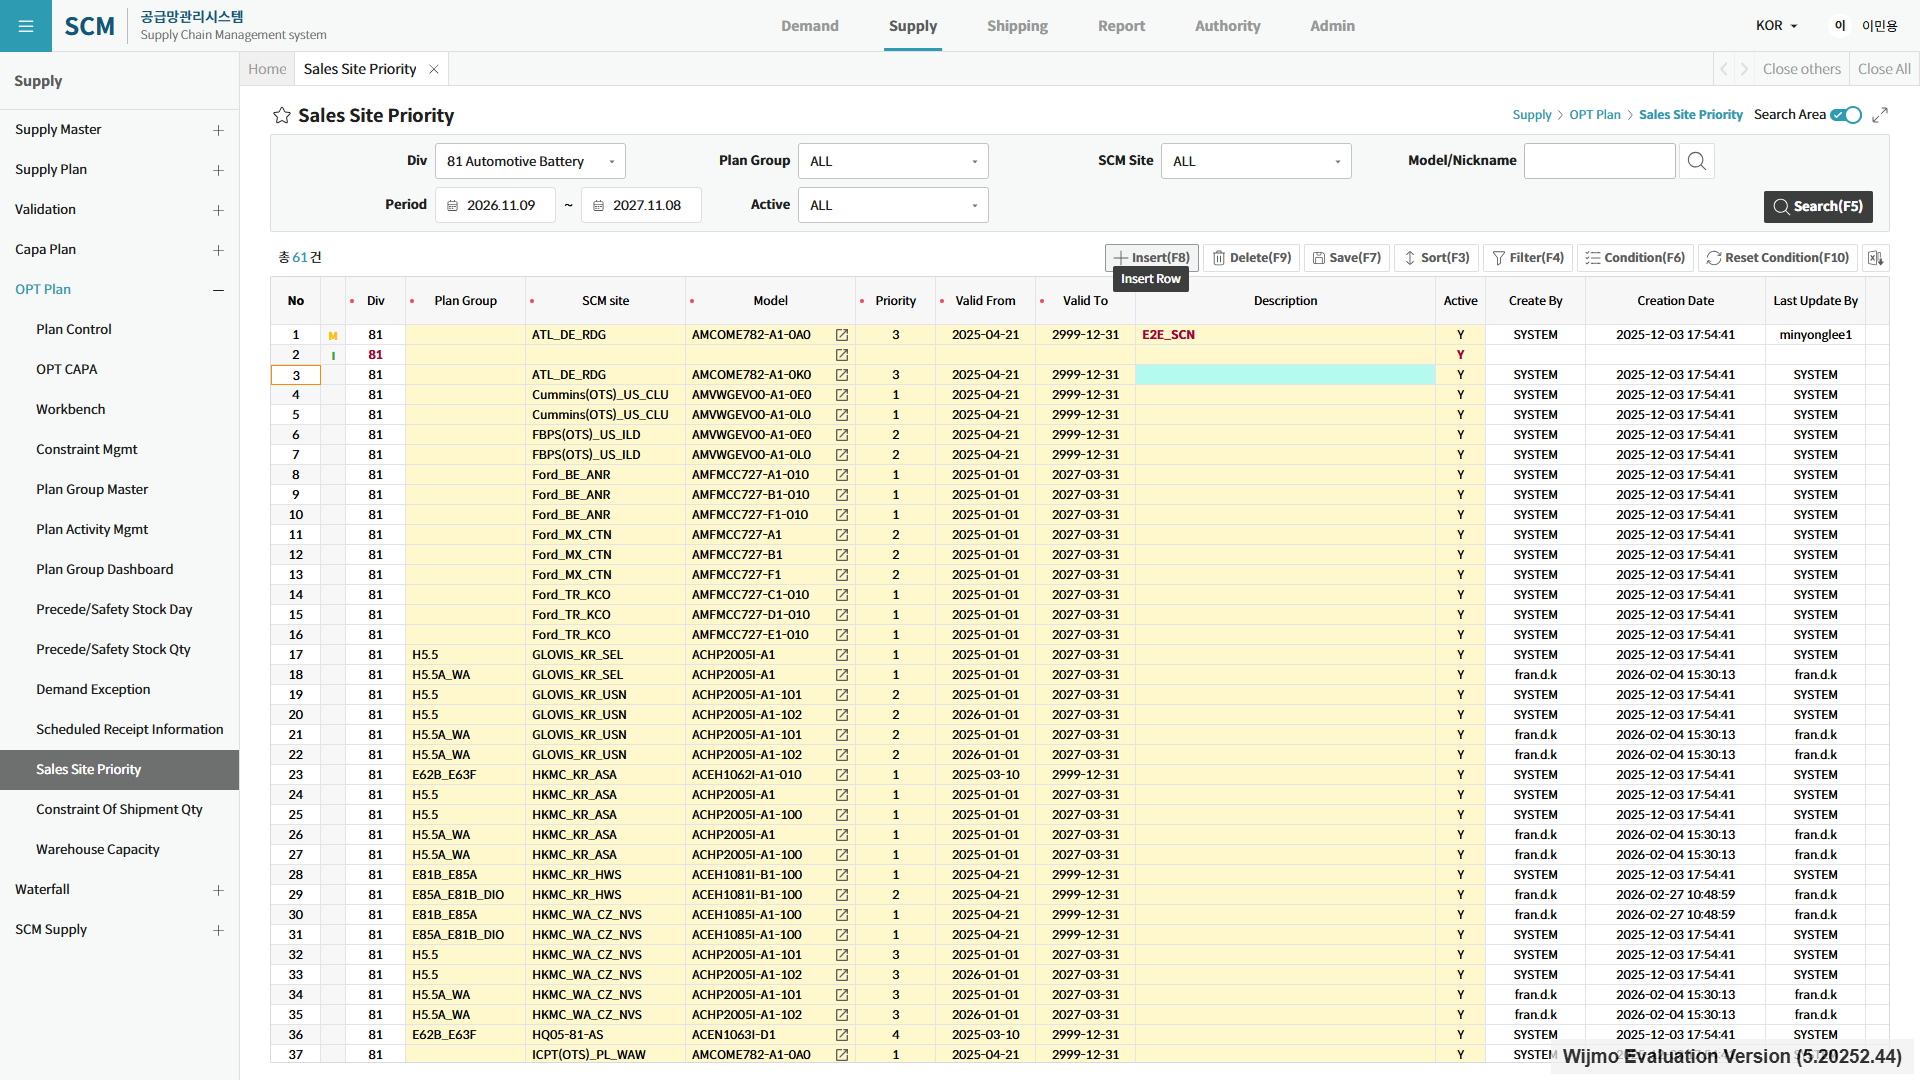 SCM 공급망관리시스템 Supply Chain Management system
Demand Supply Shipping Report Authority Admin
KOR 이 이민용
Supply
Supply Master
Supply Plan
Validation
Capa Plan
OPT Plan
Plan Control
OPT CAPA
Workbench
Constraint Mgmt
Plan Group Master
Plan Activity Mgmt
Plan Group Dashboard
Precede/Safety Stock Day
Precede/Safety Stock Qty
Demand Exception
Scheduled Receipt Information
Sales Site Priority
Constraint Of Shipment Qty
Warehouse Capacity
Waterfall
SCM Supply
Home Sales Site Priority Close others Close All
Sales Site Priority
Supply > OPT Plan > Sales Site Priority Search Area
Div 81 Automotive Battery Plan Group ALL SCM Site ALL Model/Nickname
Period 2026.11.09 ~ 2027.11.08 Active ALL Search(F5)
총 61 건
Insert(F8) Delete(F9) Save(F7) Sort(F3) Filter(F4) Condition(F6) Reset Condition(F10)
Insert Row
No Div Plan Group SCM site Model Priority Valid From Valid To Description Active Create By Creation Date Last Update By
1 M 81 ATL_DE_RDG AMCOME782-A1-0A0 3 2025-04-21 2999-12-31 E2E_SCN Y SYSTEM 2025-12-03 17:54:41 minyonglee1
2 I 81 Y
3 81 ATL_DE_RDG AMCOME782-A1-0K0 3 2025-04-21 2999-12-31 Y SYSTEM 2025-12-03 17:54:41 SYSTEM
4 81 Cummins(OTS)_US_CLU AMVWGEVO0-A1-0E0 1 2025-04-21 2999-12-31 Y SYSTEM 2025-12-03 17:54:41 SYSTEM
5 81 Cummins(OTS)_US_CLU AMVWGEVO0-A1-0L0 1 2025-04-21 2999-12-31 Y SYSTEM 2025-12-03 17:54:41 SYSTEM
6 81 FBPS(OTS)_US_ILD AMVWGEVO0-A1-0E0 2 2025-04-21 2999-12-31 Y SYSTEM 2025-12-03 17:54:41 SYSTEM
7 81 FBPS(OTS)_US_ILD AMVWGEVO0-A1-0L0 2 2025-04-21 2999-12-31 Y SYSTEM 2025-12-03 17:54:41 SYSTEM
8 81 Ford_BE_ANR AMFMCC727-A1-010 1 2025-01-01 2027-03-31 Y SYSTEM 2025-12-03 17:54:41 SYSTEM
9 81 Ford_BE_ANR AMFMCC727-B1-010 1 2025-01-01 2027-03-31 Y SYSTEM 2025-12-03 17:54:41 SYSTEM
10 81 Ford_BE_ANR AMFMCC727-F1-010 1 2025-01-01 2027-03-31 Y SYSTEM 2025-12-03 17:54:41 SYSTEM
11 81 Ford_MX_CTN AMFMCC727-A1 2 2025-01-01 2027-03-31 Y SYSTEM 2025-12-03 17:54:41 SYSTEM
12 81 Ford_MX_CTN AMFMCC727-B1 2 2025-01-01 2027-03-31 Y SYSTEM 2025-12-03 17:54:41 SYSTEM
13 81 Ford_MX_CTN AMFMCC727-F1 2 2025-01-01 2027-03-31 Y SYSTEM 2025-12-03 17:54:41 SYSTEM
14 81 Ford_TR_KCO AMFMCC727-C1-010 1 2025-01-01 2027-03-31 Y SYSTEM 2025-12-03 17:54:41 SYSTEM
15 81 Ford_TR_KCO AMFMCC727-D1-010 1 2025-01-01 2027-03-31 Y SYSTEM 2025-12-03 17:54:41 SYSTEM
16 81 Ford_TR_KCO AMFMCC727-E1-010 1 2025-01-01 2027-03-31 Y SYSTEM 2025-12-03 17:54:41 SYSTEM
17 81 H5.5 GLOVIS_KR_SEL ACHP2005I-A1 1 2025-01-01 2027-03-31 Y SYSTEM 2025-12-03 17:54:41 SYSTEM
18 81 H5.5A_WA GLOVIS_KR_SEL ACHP2005I-A1 1 2025-01-01 2027-03-31 Y fran.d.k 2026-02-04 15:30:13 fran.d.k
19 81 H5.5 GLOVIS_KR_USN ACHP2005I-A1-101 2 2025-01-01 2027-03-31 Y SYSTEM 2025-12-03 17:54:41 SYSTEM
20 81 H5.5 GLOVIS_KR_USN ACHP2005I-A1-102 2 2026-01-01 2027-03-31 Y SYSTEM 2025-12-03 17:54:41 SYSTEM
21 81 H5.5A_WA GLOVIS_KR_USN ACHP2005I-A1-101 2 2025-01-01 2027-03-31 Y fran.d.k 2026-02-04 15:30:13 fran.d.k
22 81 H5.5A_WA GLOVIS_KR_USN ACHP2005I-A1-102 2 2026-01-01 2027-03-31 Y fran.d.k 2026-02-04 15:30:13 fran.d.k
23 81 E62B_E63F HKMC_KR_ASA ACEH1062I-A1-010 1 2025-03-10 2999-12-31 Y SYSTEM 2025-12-03 17:54:41 SYSTEM
24 81 H5.5 HKMC_KR_ASA ACHP2005I-A1 1 2025-01-01 2027-03-31 Y SYSTEM 2025-12-03 17:54:41 SYSTEM
25 81 H5.5 HKMC_KR_ASA ACHP2005I-A1-100 1 2025-01-01 2027-03-31 Y SYSTEM 2025-12-03 17:54:41 SYSTEM
26 81 H5.5A_WA HKMC_KR_ASA ACHP2005I-A1 1 2025-01-01 2027-03-31 Y fran.d.k 2026-02-04 15:30:13 fran.d.k
27 81 H5.5A_WA HKMC_KR_ASA ACHP2005I-A1-100 1 2025-01-01 2027-03-31 Y fran.d.k 2026-02-04 15:30:13 fran.d.k
28 81 E81B_E85A HKMC_KR_HWS ACEH1081I-B1-100 1 2025-04-21 2999-12-31 Y SYSTEM 2025-12-03 17:54:41 SYSTEM
29 81 E85A_E81B_DIO HKMC_KR_HWS ACEH1081I-B1-100 2 2025-04-21 2999-12-31 Y fran.d.k 2026-02-27 10:48:59 fran.d.k
30 81 E81B_E85A HKMC_WA_CZ_NVS ACEH1085I-A1-100 1 2025-04-21 2999-12-31 Y fran.d.k 2026-02-27 10:48:59 fran.d.k
31 81 E85A_E81B_DIO HKMC_WA_CZ_NVS ACEH1085I-A1-100 1 2025-04-21 2999-12-31 Y SYSTEM 2025-12-03 17:54:41 SYSTEM
32 81 H5.5 HKMC_WA_CZ_NVS ACHP2005I-A1-101 3 2025-01-01 2027-03-31 Y SYSTEM 2025-12-03 17:54:41 SYSTEM
33 81 H5.5 HKMC_WA_CZ_NVS ACHP2005I-A1-102 3 2026-01-01 2027-03-31 Y SYSTEM 2025-12-03 17:54:41 SYSTEM
34 81 H5.5A_WA HKMC_WA_CZ_NVS ACHP2005I-A1-101 3 2025-01-01 2027-03-31 Y fran.d.k 2026-02-04 15:30:13 fran.d.k
35 81 H5.5A_WA HKMC_WA_CZ_NVS ACHP2005I-A1-102 3 2026-01-01 2027-03-31 Y fran.d.k 2026-02-04 15:30:13 fran.d.k
36 81 E62B_E63F HQ05-81-AS ACEN1063I-D1 4 2025-03-10 2999-12-31 Y SYSTEM 2025-12-03 17:54:41 SYSTEM
37 81 ICPT(OTS)_PL_WAW AMCOME782-A1-0A0 1 2025-04-21 2999-12-31 Y SYSTEM
Wijmo Evaluation Version (5.20252.44)